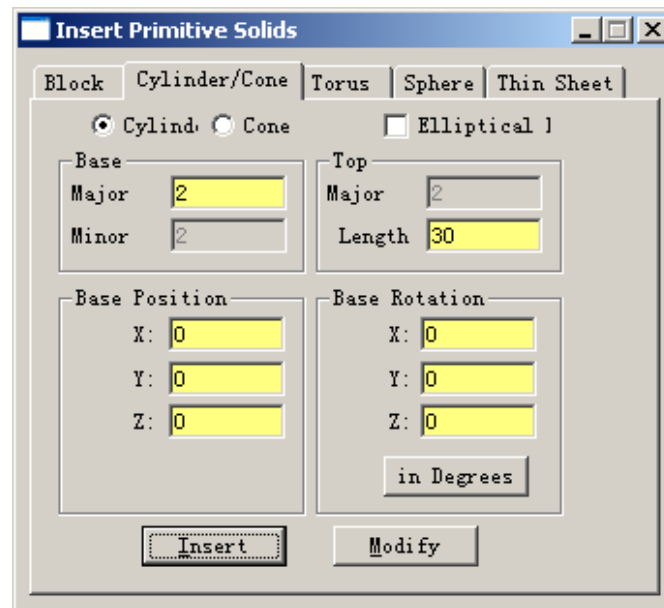 Insert Primitive Solids
Block Cylinder/Cone Torus Sphere Thin Sheet
Cylind Cone Elliptical
Base
Major 2
Minor 2
Top
Major 2
Length 30
Base Position
X: 0
Y: 0
Z: 0
Base Rotation
X: 0
Y: 0
Z: 0
in Degrees
Insert Modify